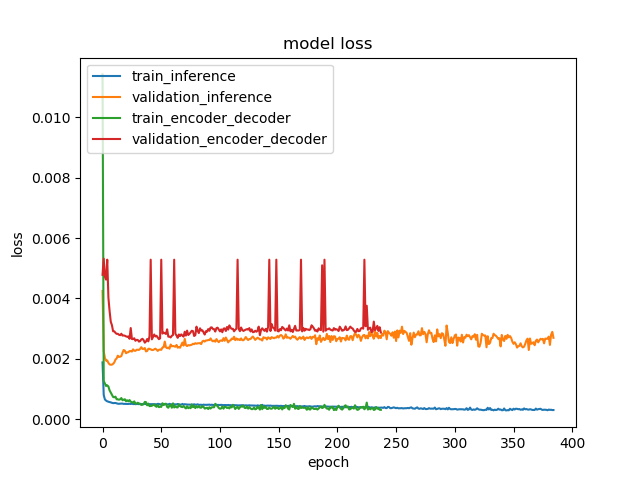 model loss
train_inference
validation_inference
train_encoder_decoder
validation_encoder_decoder
loss
0.010
0.008
0.006
0.004
0.002
0.000
0 50 100 150 200 250 300 350 400
epoch